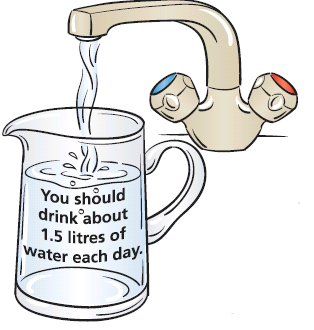 You should
drink about
1.5 litres of
water each day.